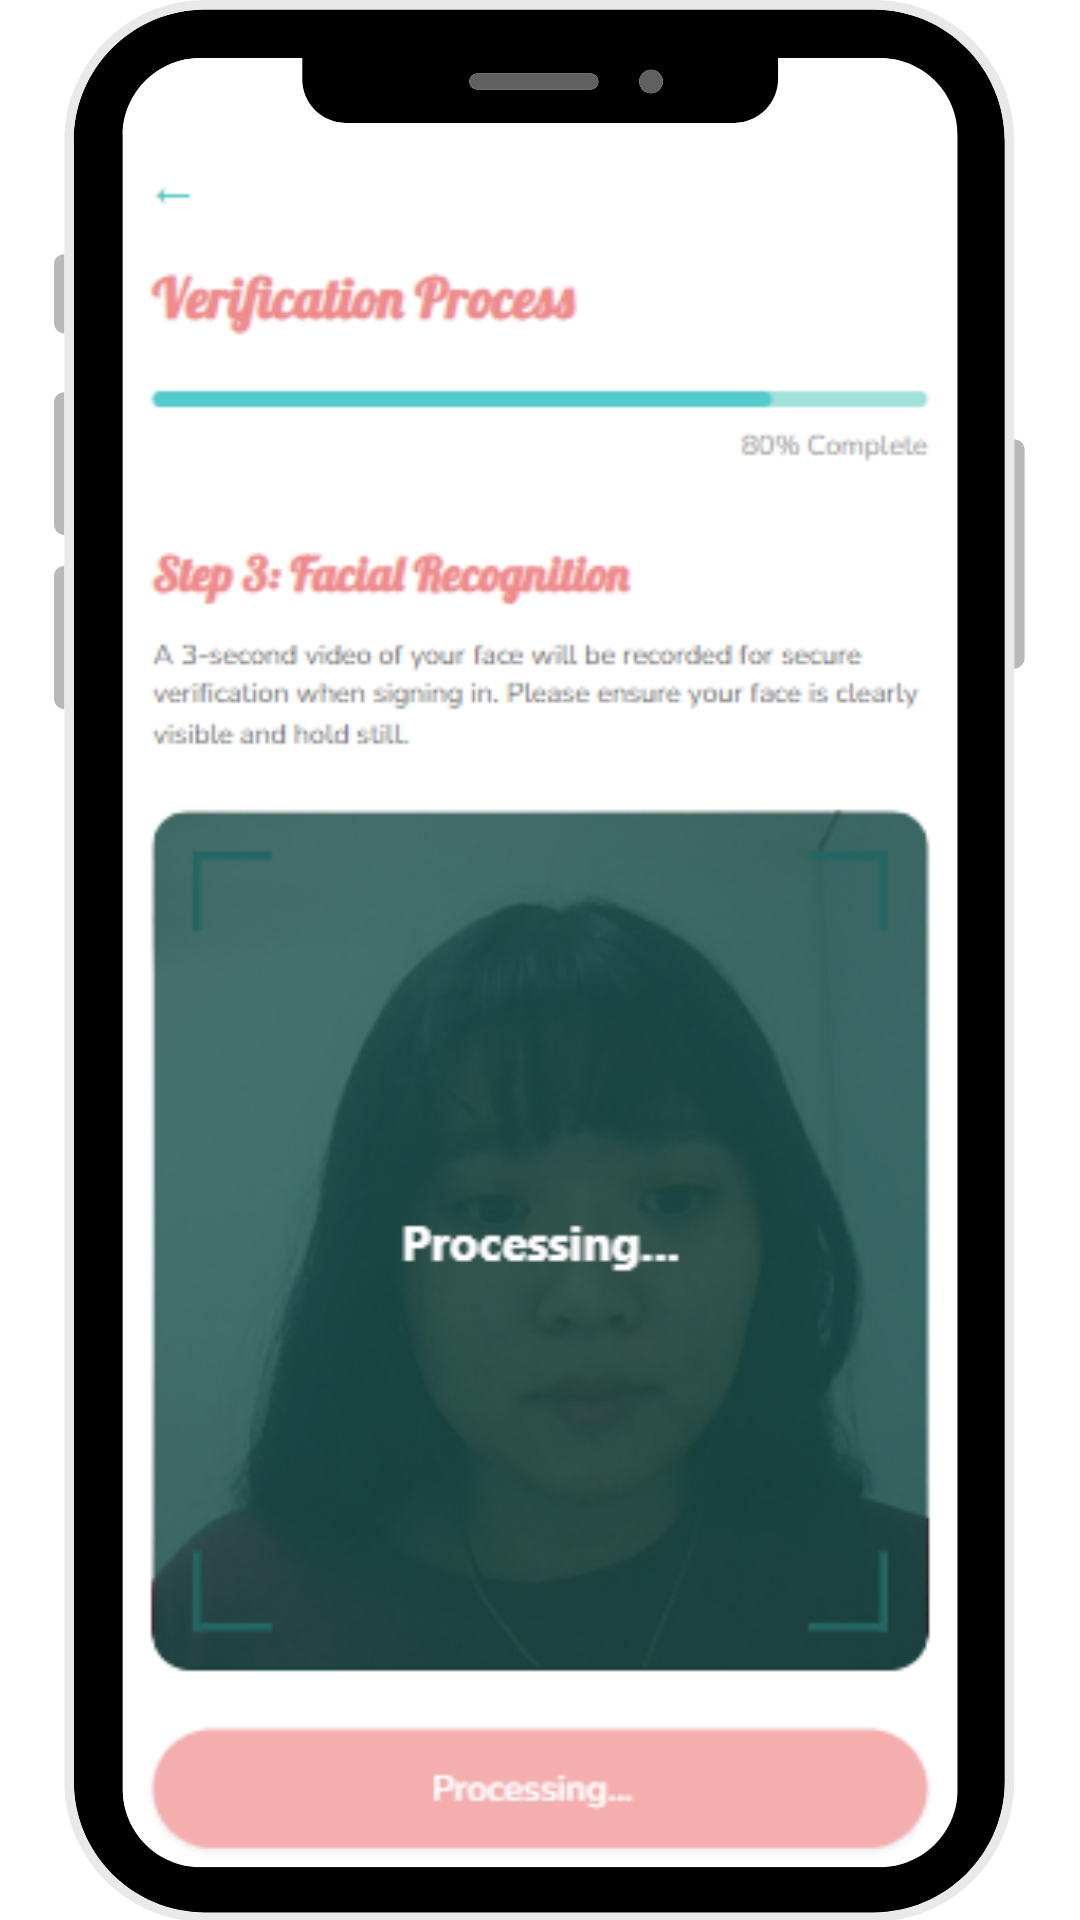 ←
Verification Process
80% Complete
Step 3: Facial Recognition
A 3-second video of your face will be recorded for secure
verification when signing in. Please ensure your face is clearly
visible and hold still.
Processing...
Processing...